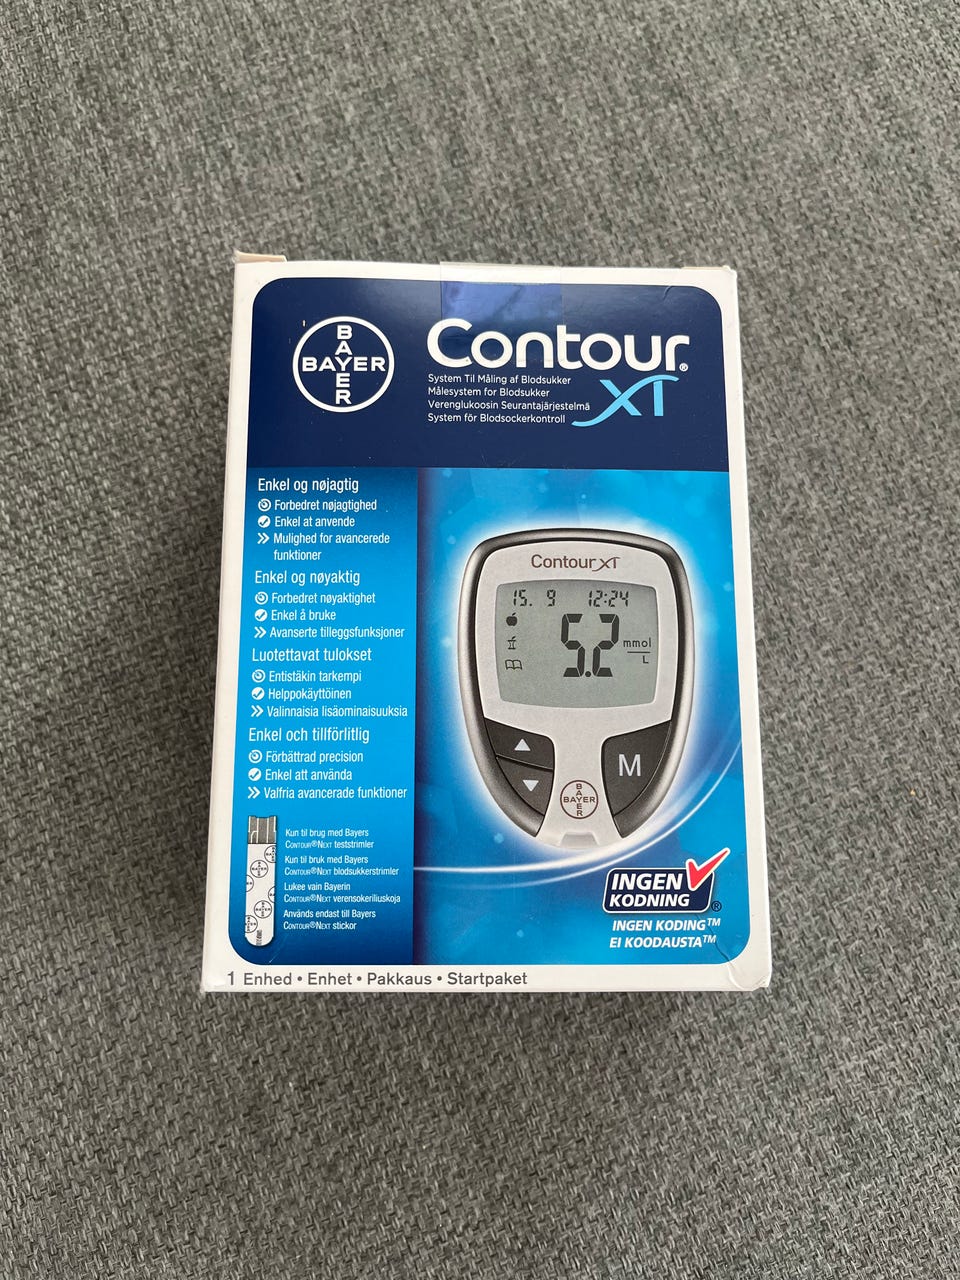 BAYER
BAYER
Contour®
XT
System Til Måling af Blodsukker
Målesystem for Blodsukker
Verenglukoosin Seurantajärjestelmä
System för Blodsockerkontroll
Enkel og nøjagtig
Forbedret nøjagtighed
Enkel at anvende
Mulighed for avancerede
funktioner
Enkel og nøyaktig
Forbedret nøyaktighet
Enkel å bruke
Avanserte tilleggsfunksjoner
Luotettavat tulokset
Entistäkin tarkempi
Helppokäyttöinen
Valinnaisia lisäominaisuuksia
Enkel och tillförlitlig
Förbättrad precision
Enkel att använda
Valfria avancerade funktioner
Kun til brug med Bayers
CONTOUR®NEXT teststrimler
Kun til bruk med Bayers
CONTOUR®NEXT blodsukkerstrimler
Lukee vain Bayerin
CONTOUR®NEXT verensokeriliuskoja
Används endast till Bayers
CONTOUR®NEXT stickor
Contour XT
15. 9 12:24
5.2 mmol
L
M
BAYER
BAYER
INGEN
KODNING ®
INGEN KODING™
EI KOODAUSTA™
1 Enhed • Enhet • Pakkaus • Startpaket